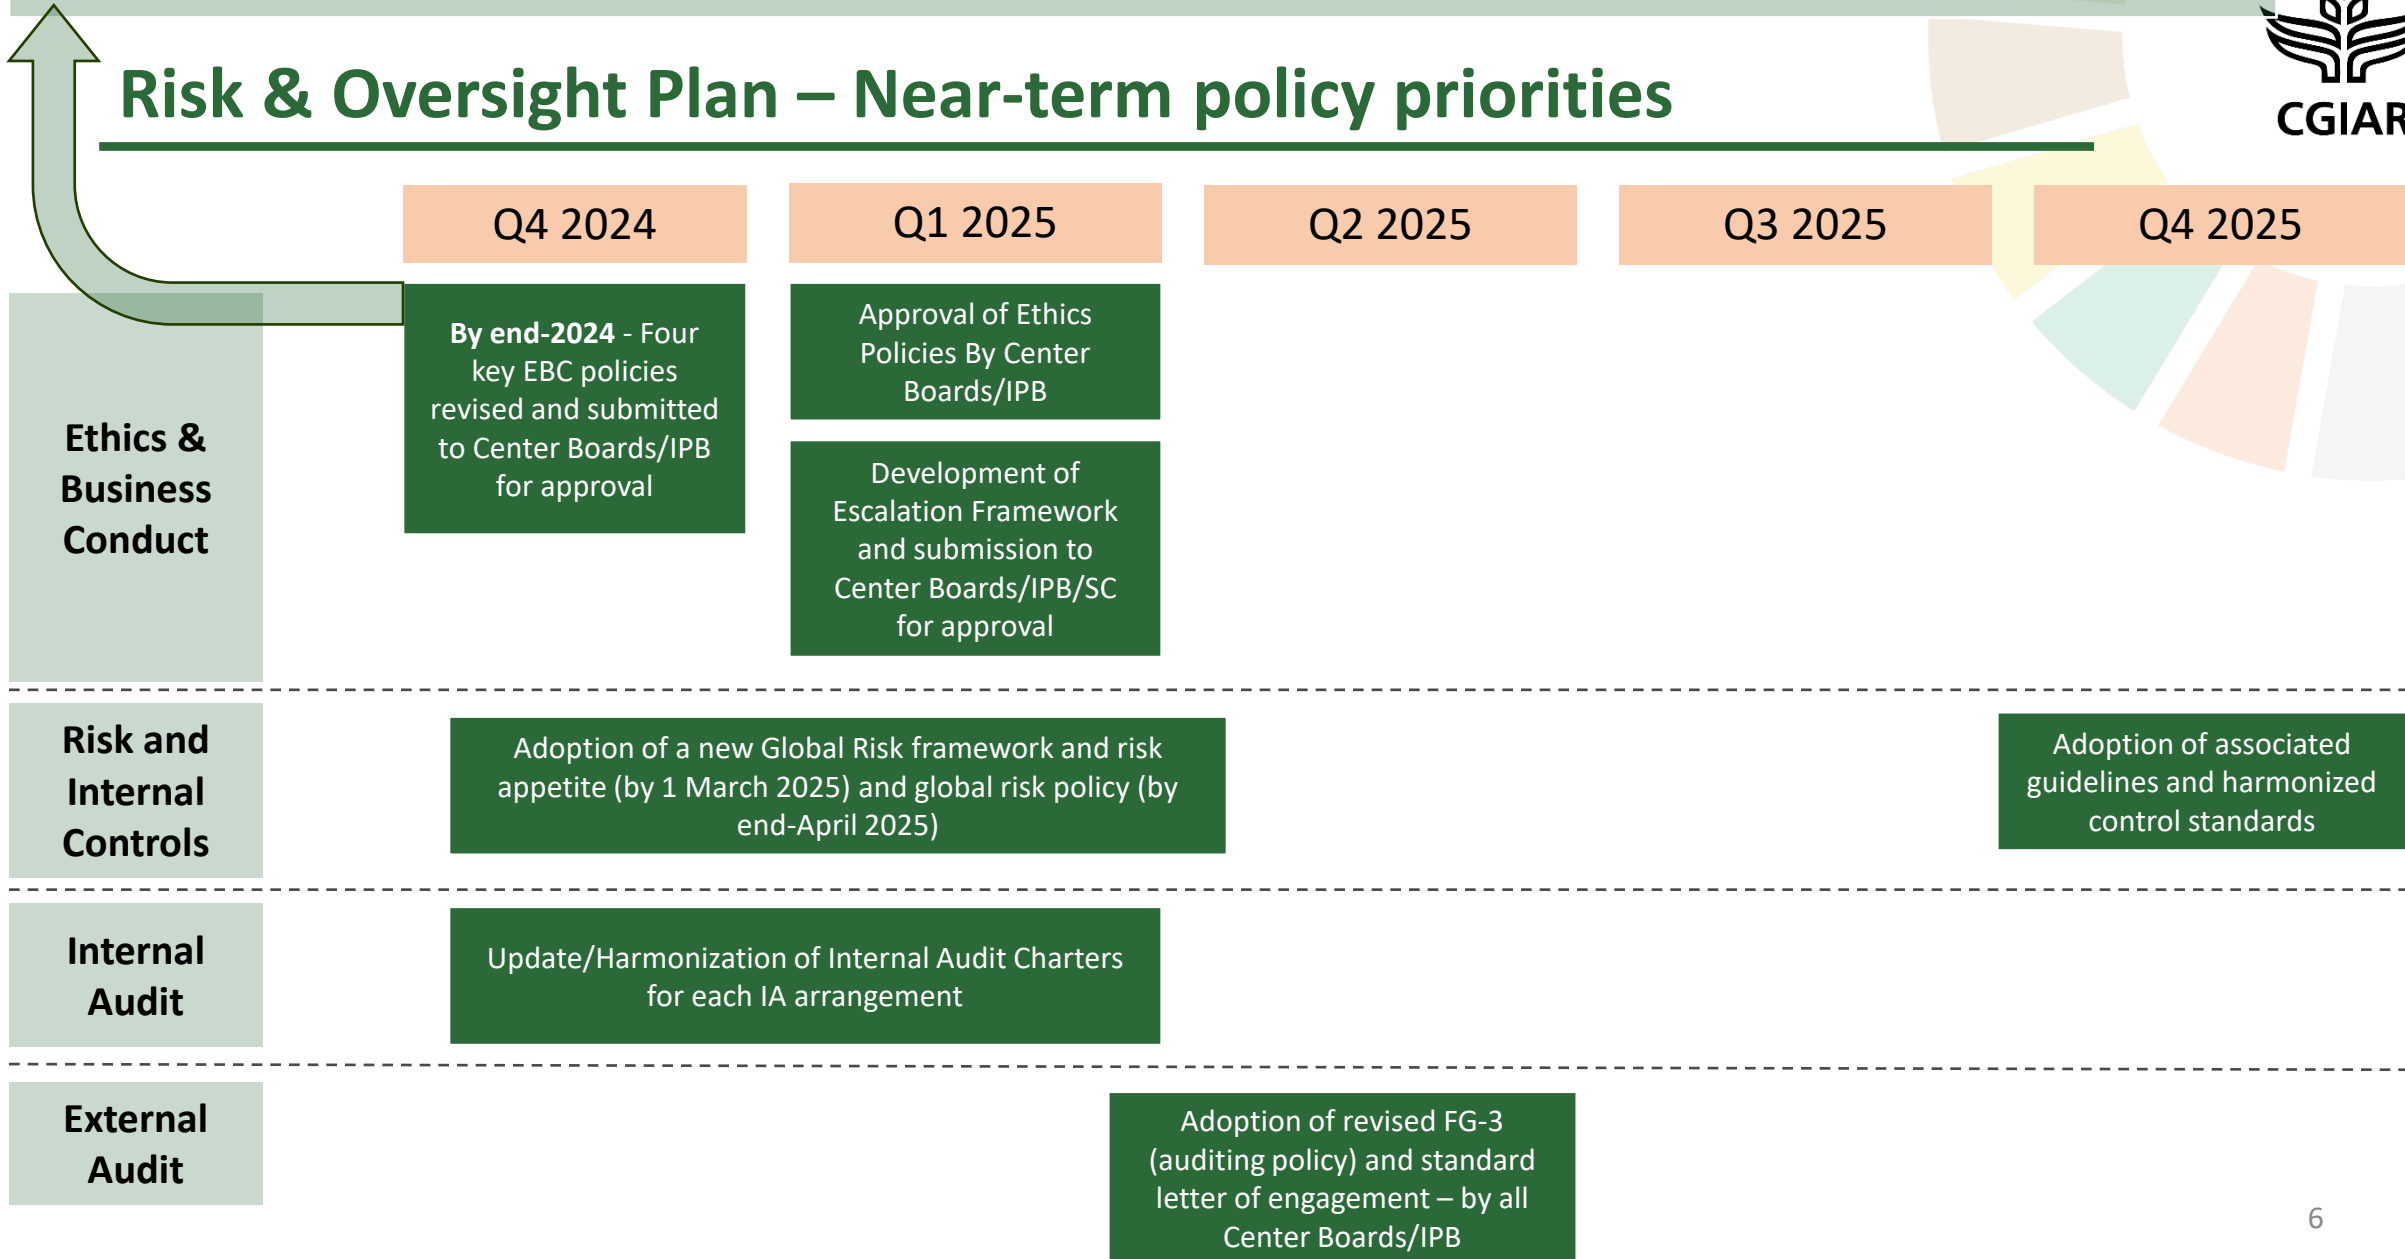 Risk & Oversight Plan – Near-term policy priorities
CGIAR
Q4 2024
Q1 2025
Q2 2025
Q3 2025
Q4 2025
Ethics &
Business
Conduct
By end-2024 - Four
key EBC policies
revised and submitted
to Center Boards/IPB
for approval
Approval of Ethics
Policies By Center
Boards/IPB
Development of
Escalation Framework
and submission to
Center Boards/IPB/SC
for approval
Risk and
Internal
Controls
Adoption of a new Global Risk framework and risk
appetite (by 1 March 2025) and global risk policy (by
end-April 2025)
Adoption of associated
guidelines and harmonized
control standards
Internal
Audit
Update/Harmonization of Internal Audit Charters
for each IA arrangement
External
Audit
Adoption of revised FG-3
(auditing policy) and standard
letter of engagement – by all
Center Boards/IPB
6